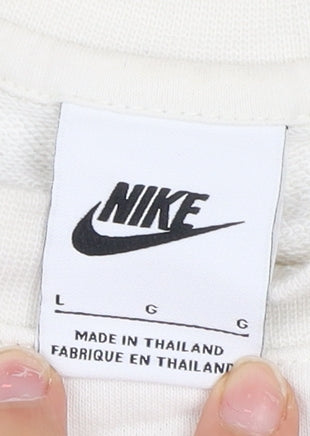 NIKE
L G G
MADE IN THAILAND
FABRIQUE EN THAILAND